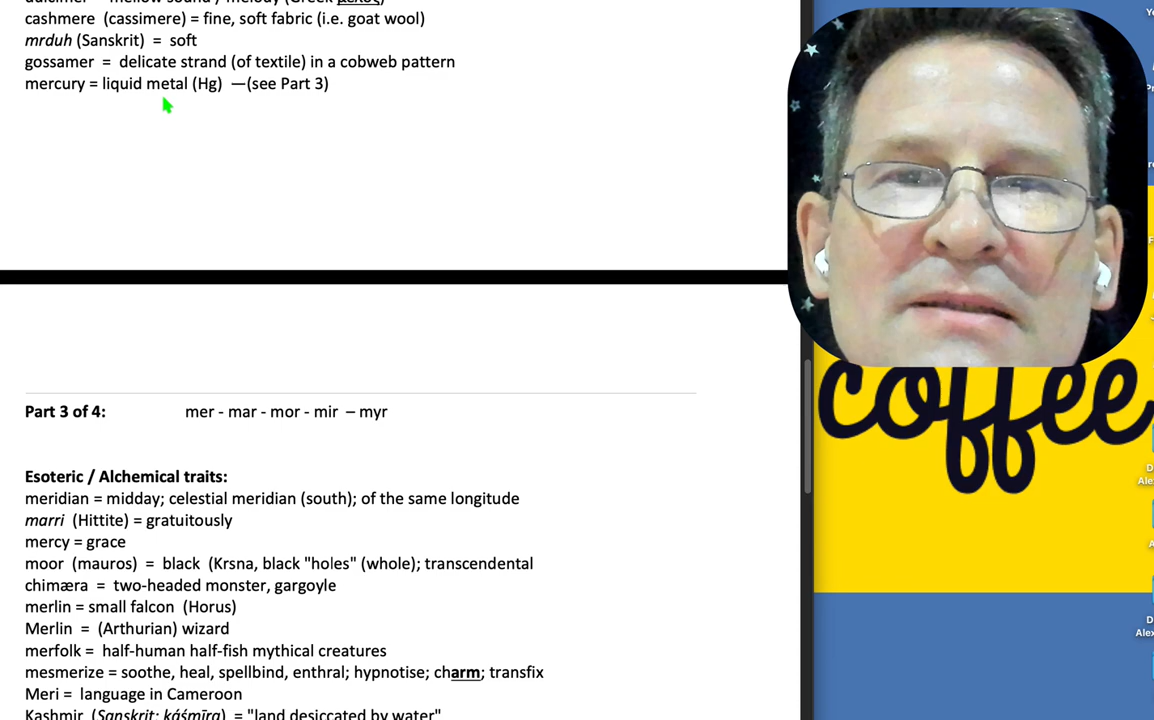 cashmere (cassimere) = fine, soft fabric (i.e. goat wool)
mrduh (Sanskrit) = soft
gossamer = delicate strand (of textile) in a cobweb pattern
mercury = liquid metal (Hg) —(see Part 3)
Part 3 of 4: mer - mar - mor - mir – myr
Esoteric / Alchemical traits:
meridian = midday; celestial meridian (south); of the same longitude
marri (Hittite) = gratuitously
mercy = grace
moor (mauros) = black (Krsna, black "holes" (whole); transcendental
chimæra = two-headed monster, gargoyle
merlin = small falcon (Horus)
Merlin = (Arthurian) wizard
merfolk = half-human half-fish mythical creatures
mesmerize = soothe, heal, spellbind, enthral; hypnotise; charm; transfix
Meri = language in Cameroon
Kashmir (Sanskrit: káśmīra) = "land desiccated by water"
coffee